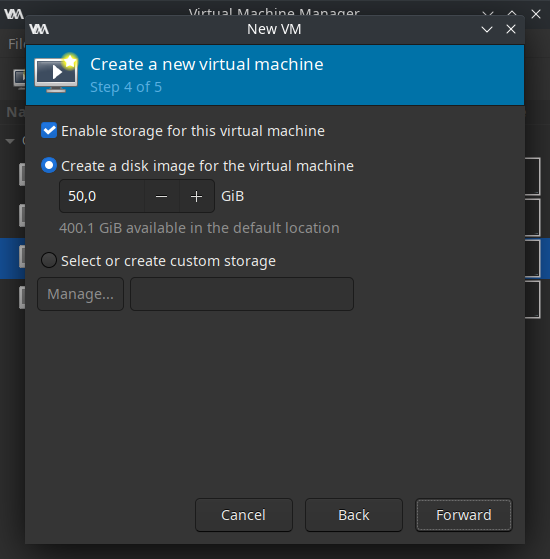 Virtual Machine Manager
New VM
File
Create a new virtual machine
Step 4 of 5
Enable storage for this virtual machine
Create a disk image for the virtual machine
50,0 — + GiB
400.1 GiB available in the default location
Select or create custom storage
Manage...
Cancel Back Forward